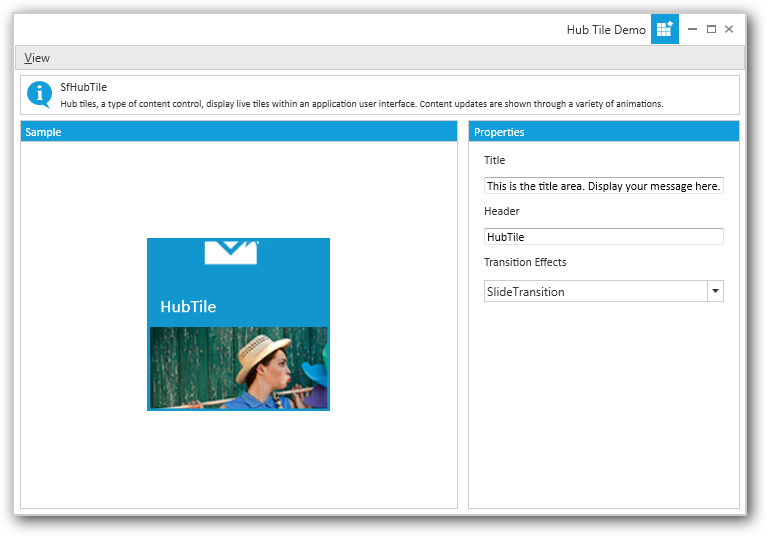 Hub Tile Demo
View
SfHubTile
Hub tiles, a type of content control, display live tiles within an application user interface. Content updates are shown through a variety of animations.
Sample
HubTile
Properties
Title
This is the title area. Display your message here.
Header
HubTile
Transition Effects
SlideTransition